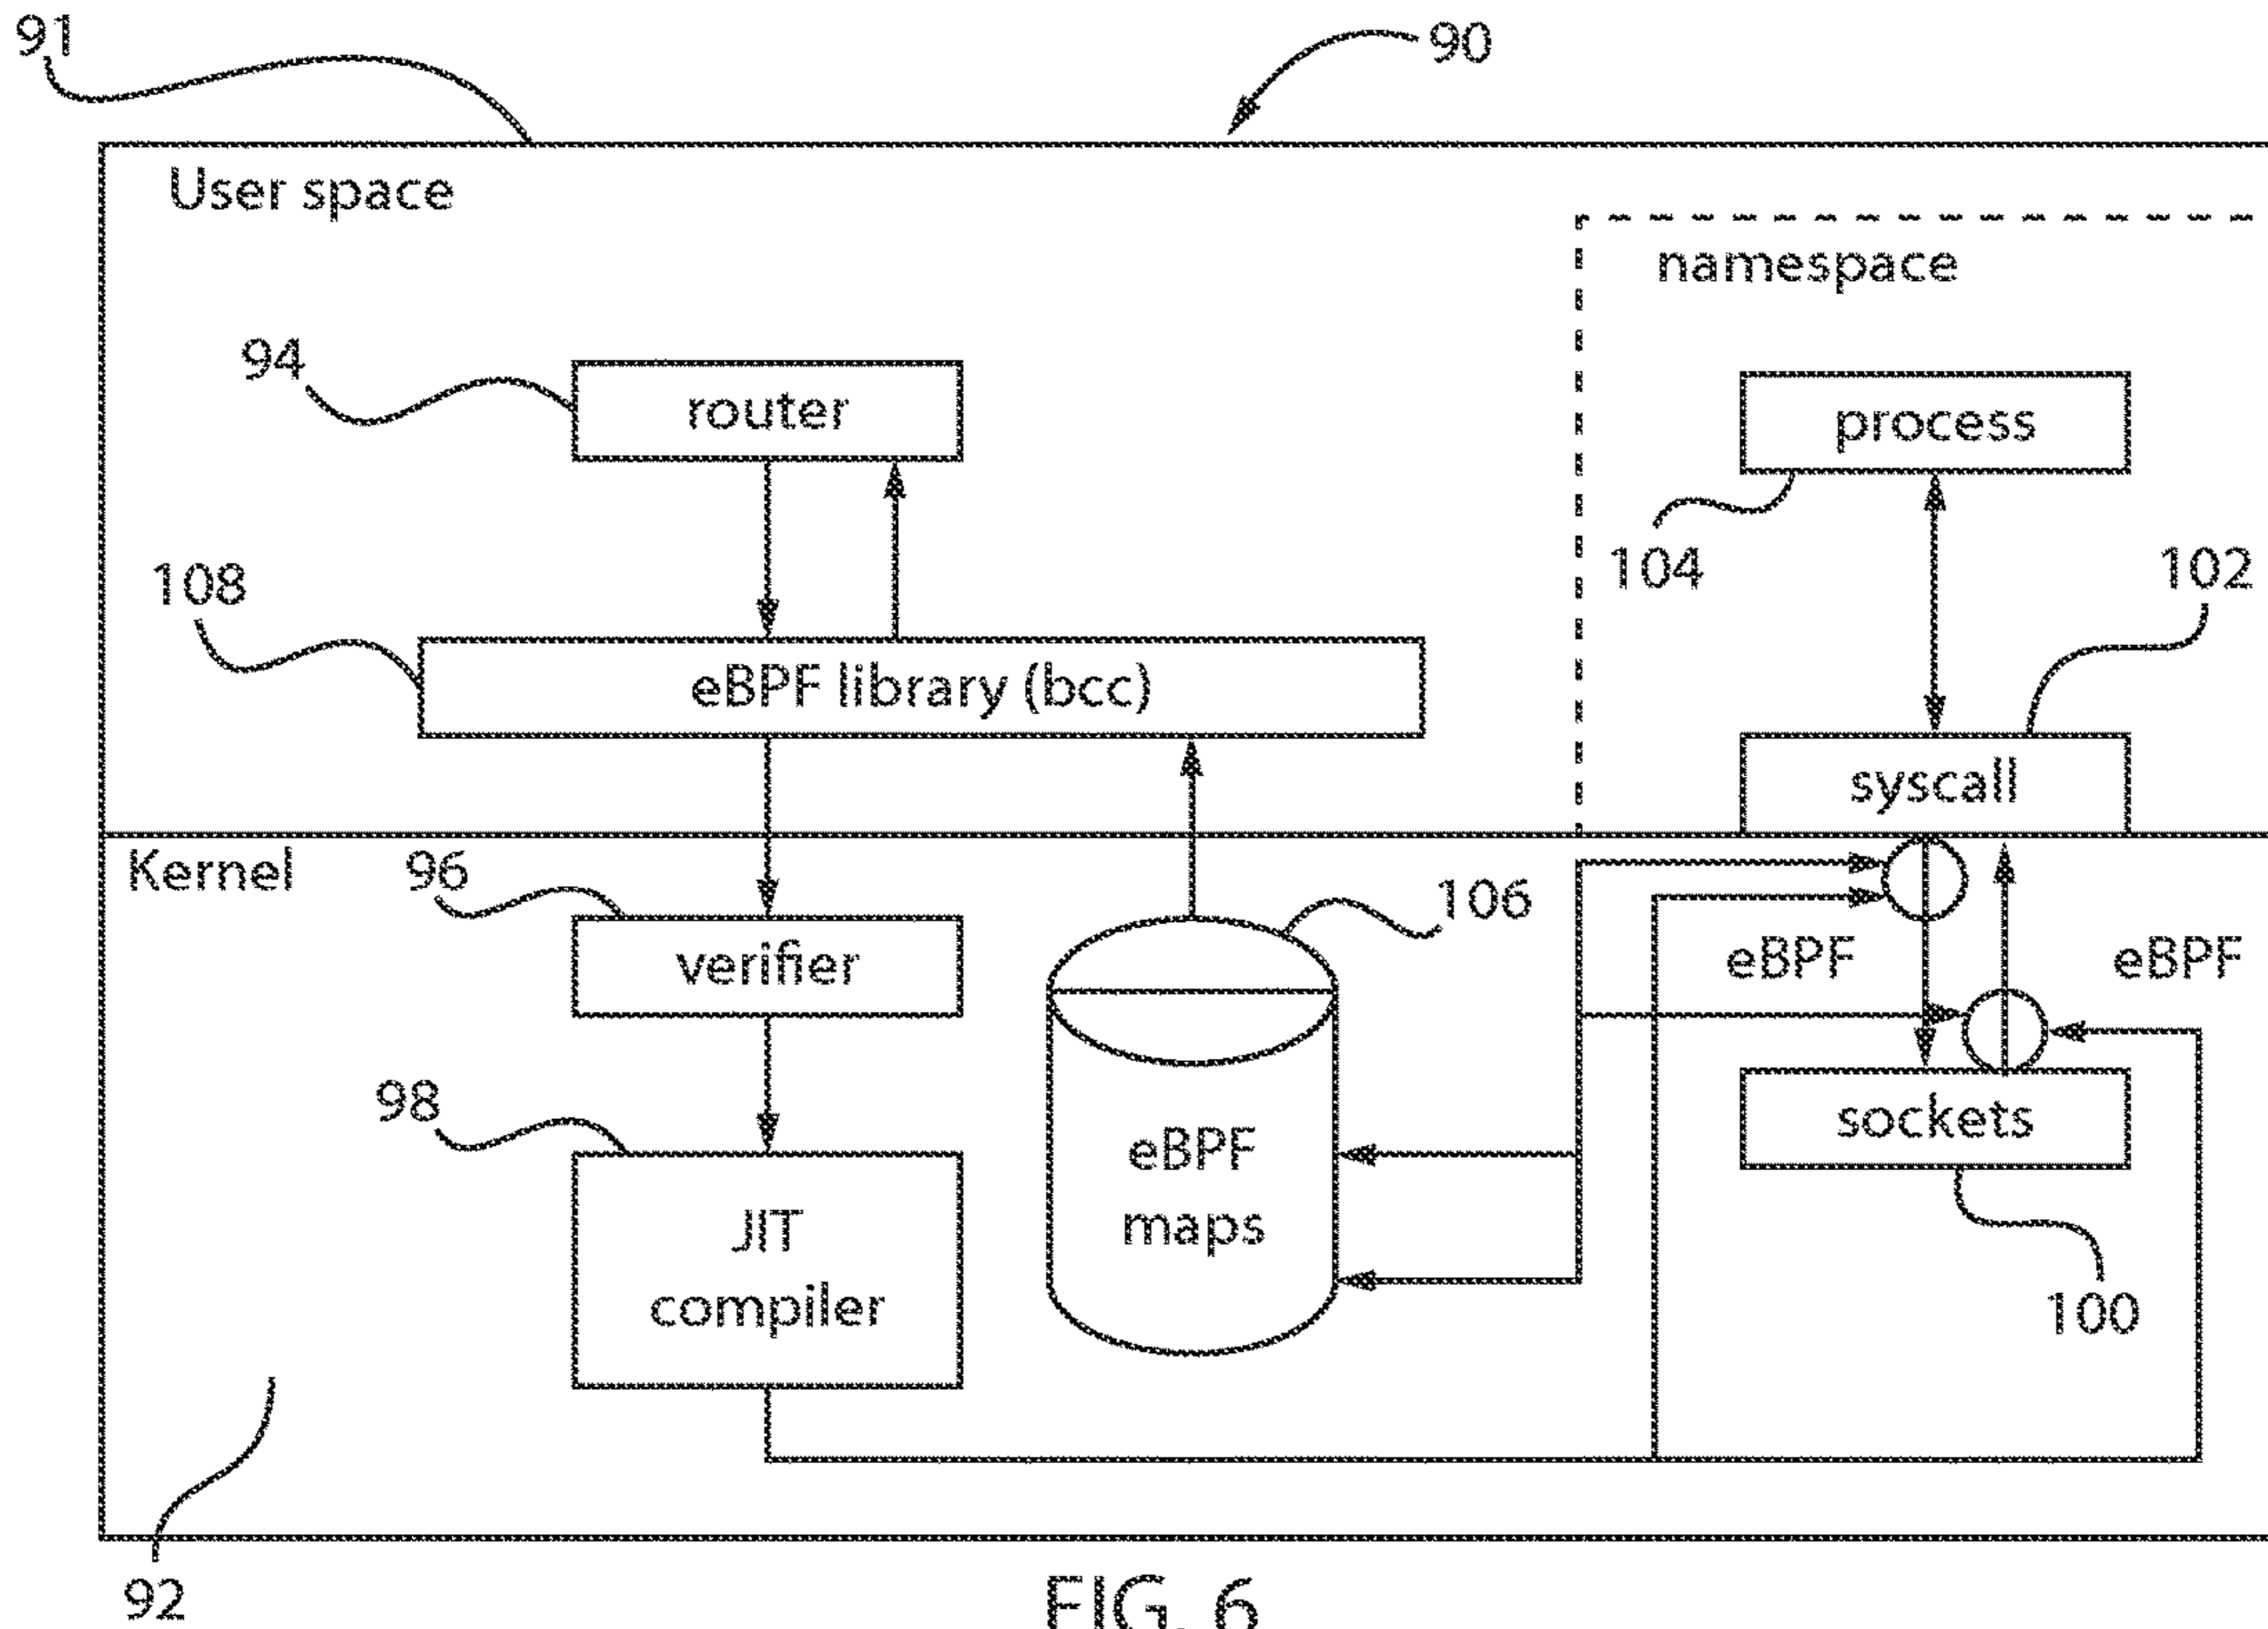 91
90
User space
namespace
94
router
process
108
104
102
eBPF library (bcc)
syscall
Kernel
96
106
verifier
eBPF
eBPF
98
sockets
eBPF
maps
JIT
compiler
100
92
FIG. 6